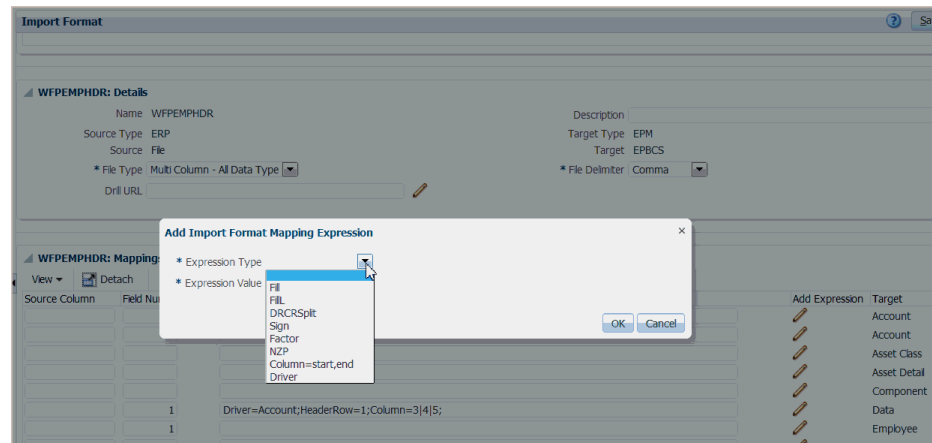 Import Format
Sa
WFPEMPHDR: Details
Name WFPEMPHDR
Description
Source Type ERP
Target Type EPM
Source File
Target EPBCS
* File Type Multi Column - All Data Type
* File Delimiter Comma
Drill URL
Add Import Format Mapping Expression
* Expression Type
* Expression Value
Fill
FillL
DRCRSplit
Sign
Factor
NZP
Column=start,end
Driver
OK Cancel
WFPEMPHDR: Mapping
View Detach
Source Column Field Nu Add Expression Target
Account
Account
Asset Class
Asset Detail
Component
1 Driver=Account;HeaderRow=1;Column=3|4|5; Data
1 Employee